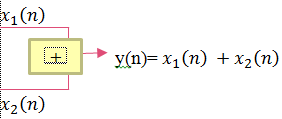 x₁(n)
+ y(n)= x₁(n) + x₂(n)
x₂(n)